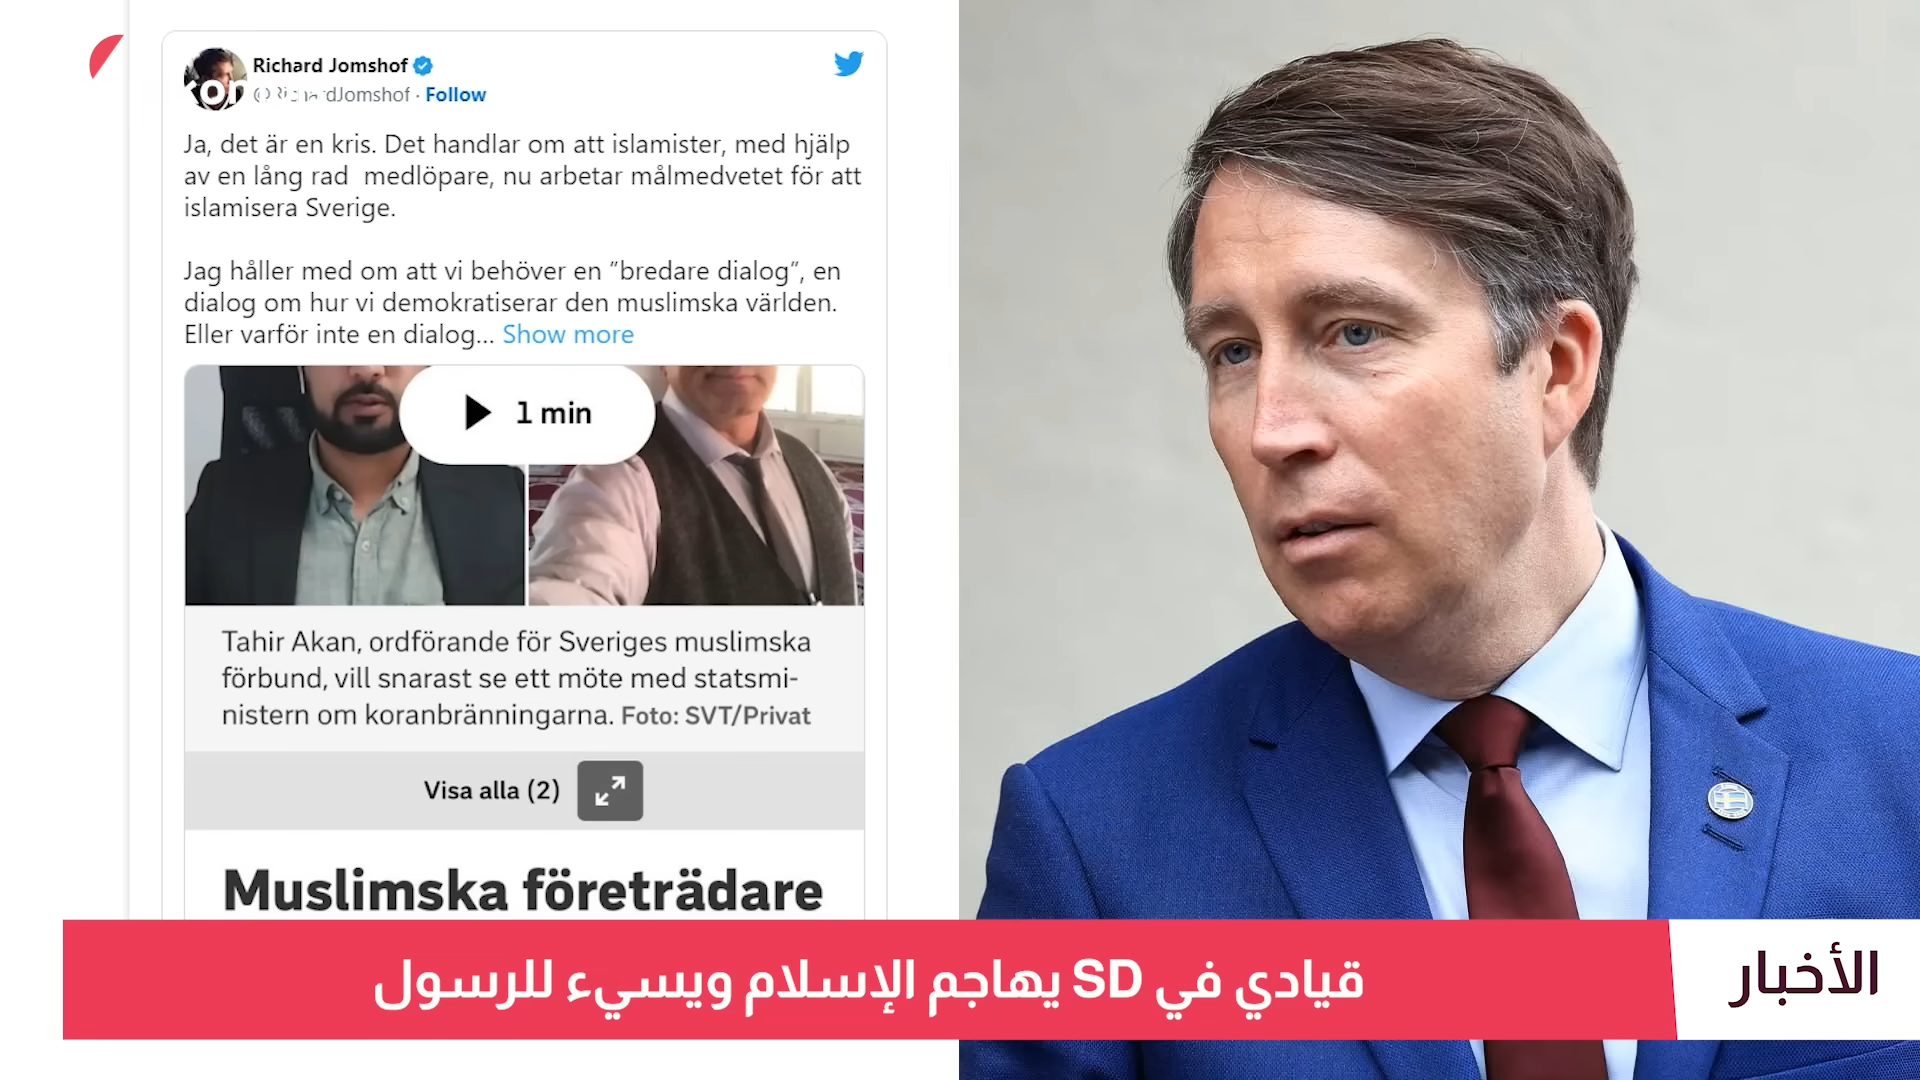 Richard Jomshof
· Follow
Ja, det är en kris. Det handlar om att islamister, med hjälp
av en lång rad medlöpare, nu arbetar målmedvetet för att
islamisera Sverige.
Jag håller med om att vi behöver en ”bredare dialog”, en
dialog om hur vi demokratiserar den muslimska världen.
Eller varför inte en dialog... Show more
1 min
Tahir Akan, ordförande för Sveriges muslimska
förbund, vill snarast se ett möte med statsmi-
nistern om koranbränningarna. Foto: SVT/Privat
Visa alla (2)
Muslimska företrädare
الأخبار
قيادي في SD يهاجم الإسلام ويسيء للرسول